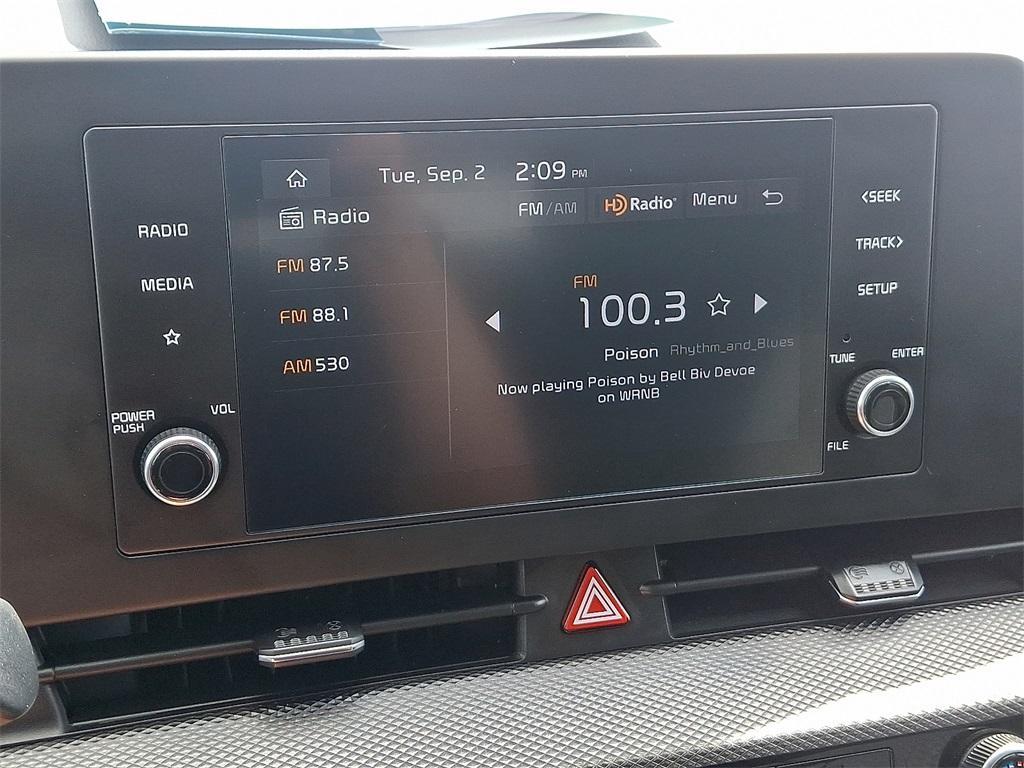 Tue, Sep. 2 2:09 PM
Radio FM/AM HD Radio Menu
RADIO
MEDIA
POWER PUSH VOL
FM 87.5
FM 88.1
AM 530
FM
100.3
Poison Rhythm_and_Blues
Now playing Poison by Bell Biv Devoe
on WRNB
<SEEK
TRACK>
SETUP
TUNE ENTER
FILE